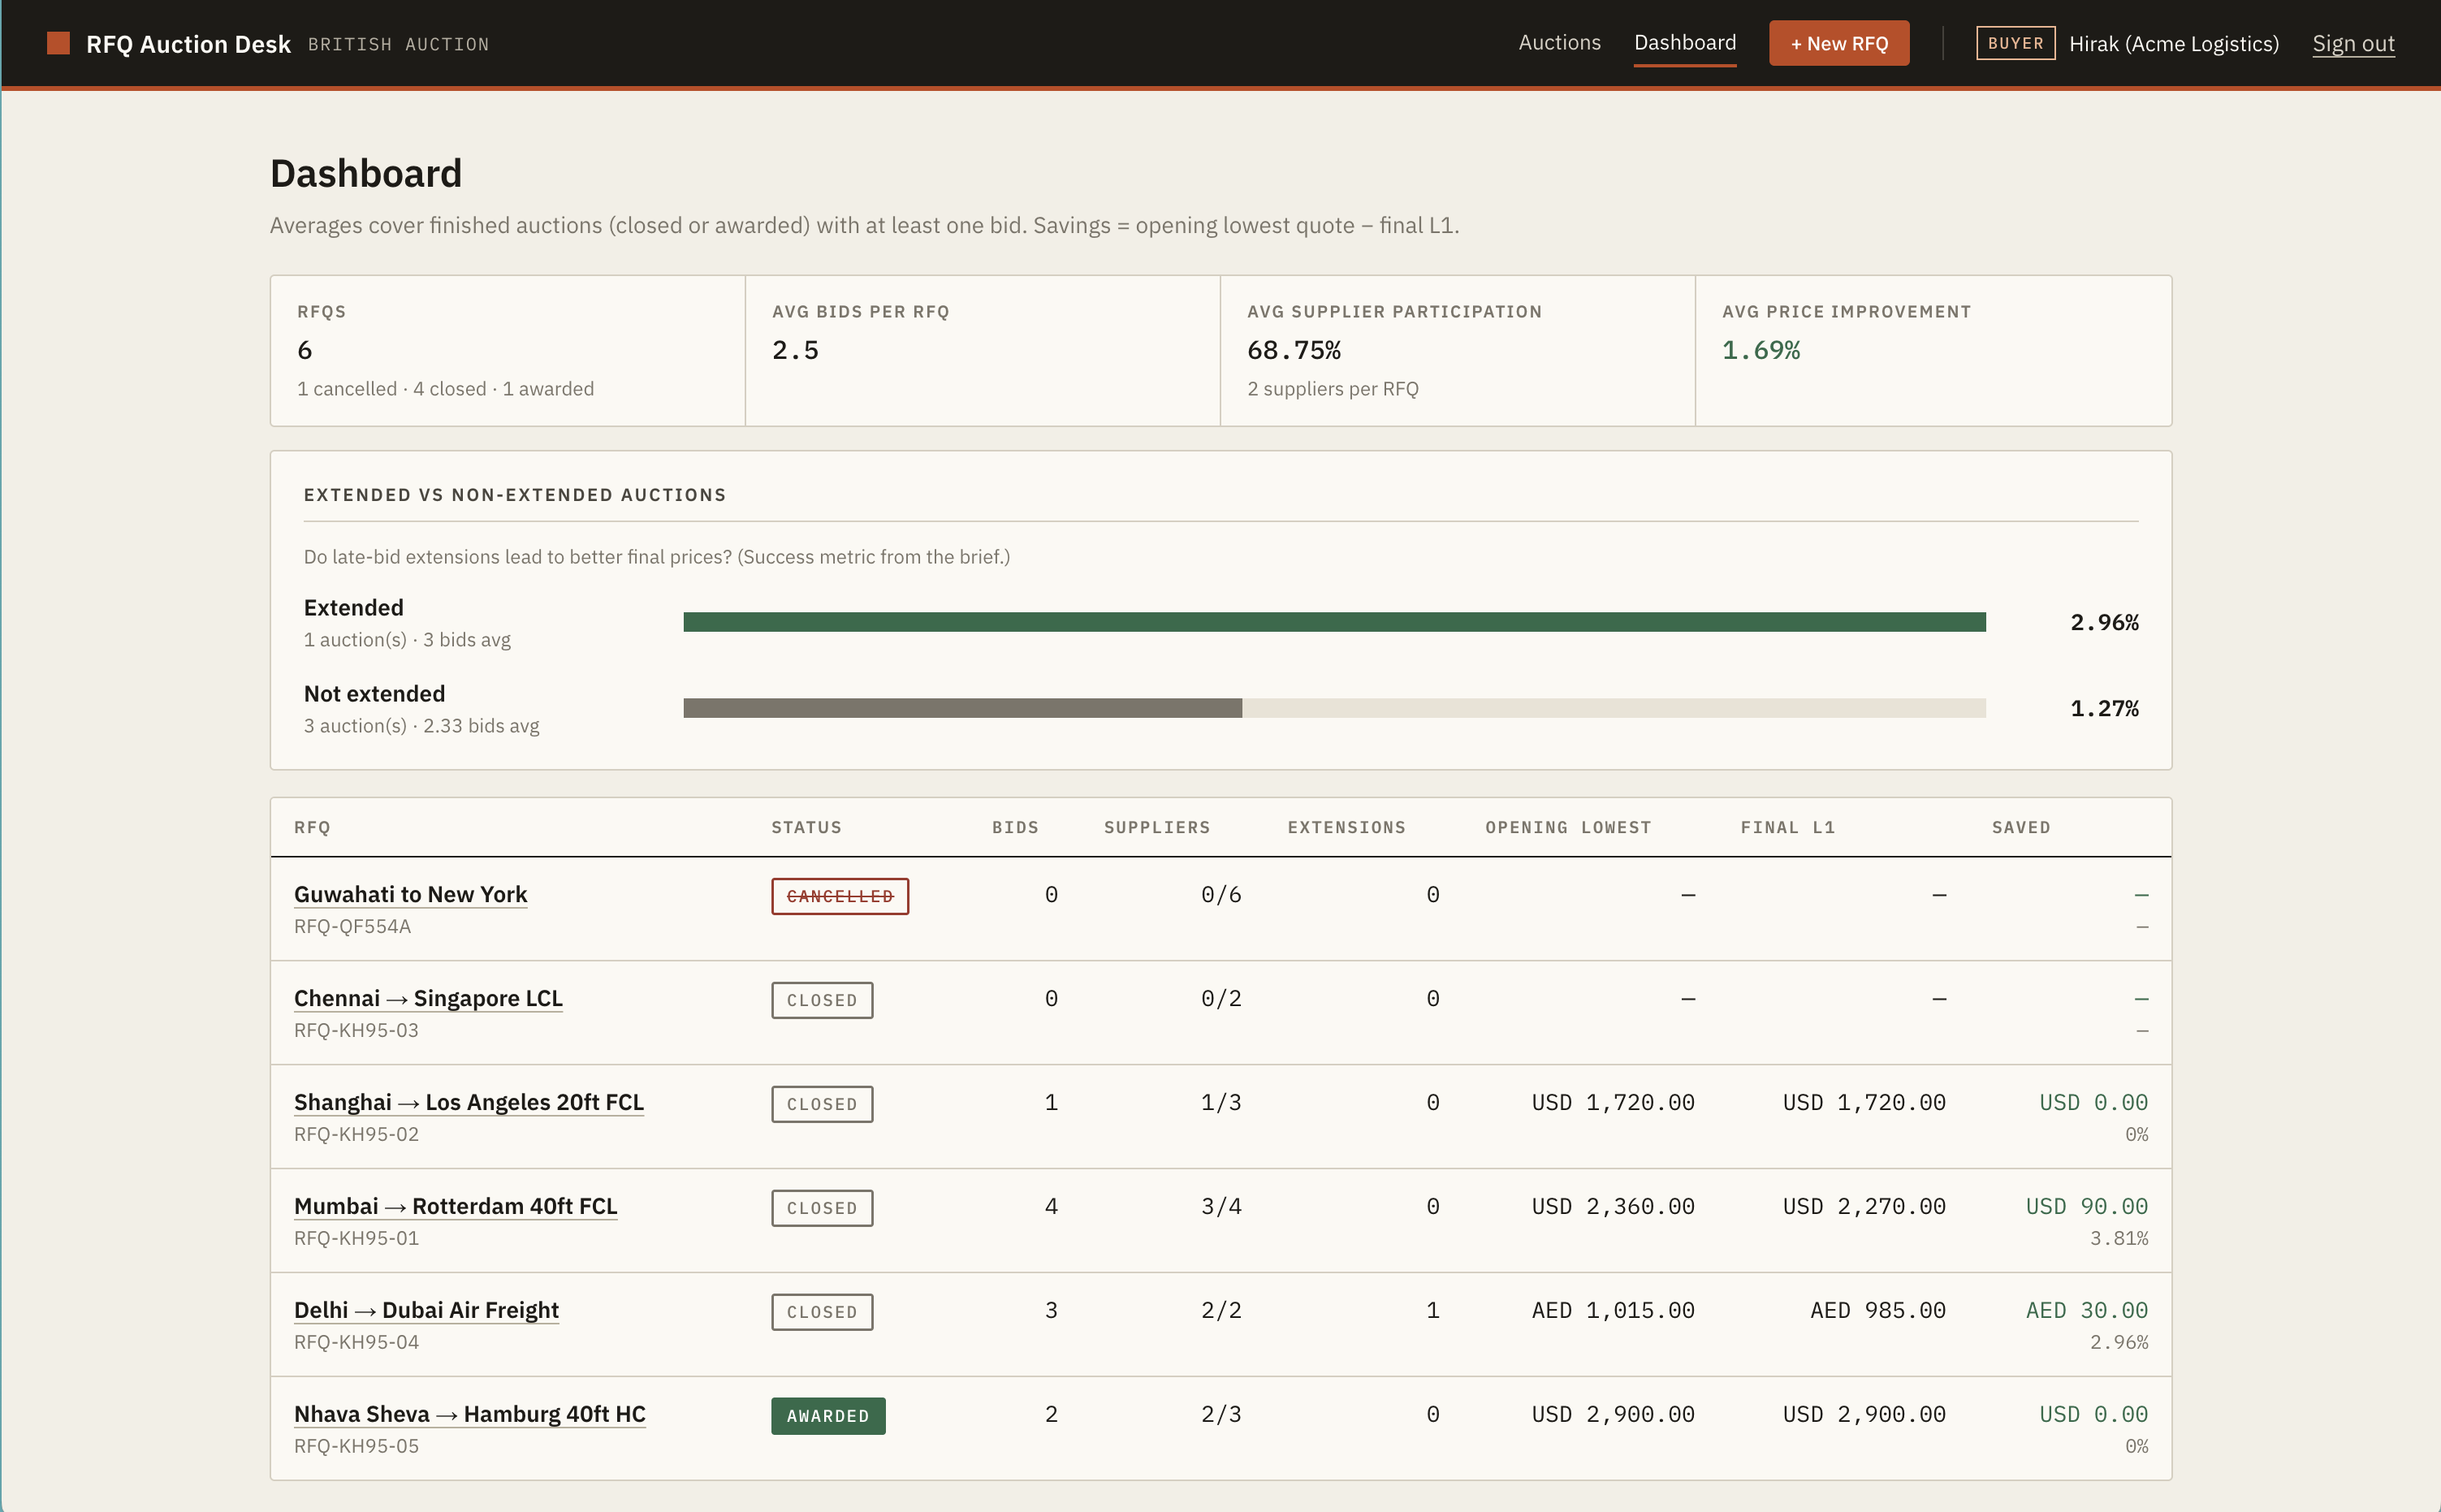 RFQ Auction Desk BRITISH AUCTION Auctions Dashboard + New RFQ BUYER Hirak (Acme Logistics) Sign out
Dashboard
Averages cover finished auctions (closed or awarded) with at least one bid. Savings = opening lowest quote – final L1.
RFQS
6
1 cancelled · 4 closed · 1 awarded
AVG BIDS PER RFQ
2.5
AVG SUPPLIER PARTICIPATION
68.75%
2 suppliers per RFQ
AVG PRICE IMPROVEMENT
1.69%
EXTENDED VS NON-EXTENDED AUCTIONS
Do late-bid extensions lead to better final prices? (Success metric from the brief.)
Extended
1 auction(s) · 3 bids avg
2.96%
Not extended
3 auction(s) · 2.33 bids avg
1.27%
RFQ STATUS BIDS SUPPLIERS EXTENSIONS OPENING LOWEST FINAL L1 SAVED
Guwahati to New York CANCELLED 0 0/6 0 — — —
RFQ-QF554A —
Chennai → Singapore LCL CLOSED 0 0/2 0 — — —
RFQ-KH95-03 —
Shanghai → Los Angeles 20ft FCL CLOSED 1 1/3 0 USD 1,720.00 USD 1,720.00 USD 0.00
RFQ-KH95-02 0%
Mumbai → Rotterdam 40ft FCL CLOSED 4 3/4 0 USD 2,360.00 USD 2,270.00 USD 90.00
RFQ-KH95-01 3.81%
Delhi → Dubai Air Freight CLOSED 3 2/2 1 AED 1,015.00 AED 985.00 AED 30.00
RFQ-KH95-04 2.96%
Nhava Sheva → Hamburg 40ft HC AWARDED 2 2/3 0 USD 2,900.00 USD 2,900.00 USD 0.00
RFQ-KH95-05 0%